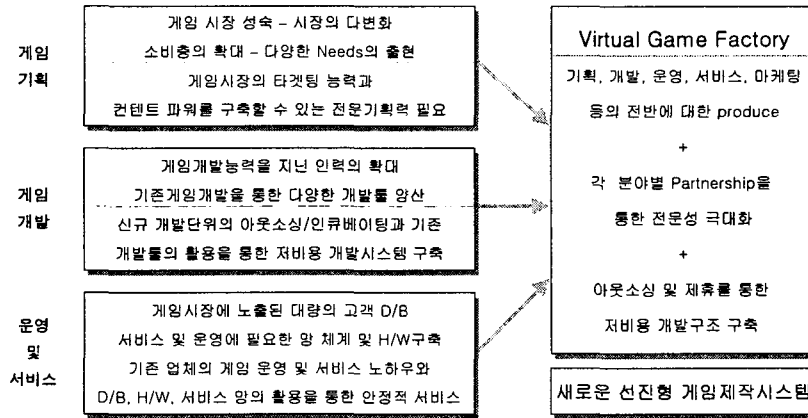 게임
기획
게임 시장 성숙 – 시장의 다변화
소비층의 확대 – 다양한 Needs의 출현
게임시장의 타겟팅 능력과
컨텐트 파워를 구축할 수 있는 전문기획력 필요
게임
개발
게임개발능력을 지닌 인력의 확대
기존게임개발을 통한 다양한 개발툴 양산
신규 개발단위의 아웃소싱/인큐베이팅과 기존
개발툴의 활용을 통한 저비용 개발시스템 구축
운영
및
서비스
게임시장에 노출된 대량의 고객 D/B
서비스 및 운영에 필요한 망 체계 및 H/W구축
기존 업체의 게임 운영 및 서비스 노하우와
D/B, H/W, 서비스 망의 활용을 통한 안정적 서비스
Virtual Game Factory
기획, 개발, 운영, 서비스, 마케팅
등의 전반에 대한 produce
+
각 분야별 Partnership을
통한 전문성 극대화
+
아웃소싱 및 제휴를 통한
저비용 개발구조 구축
새로운 선진형 게임제작시스템